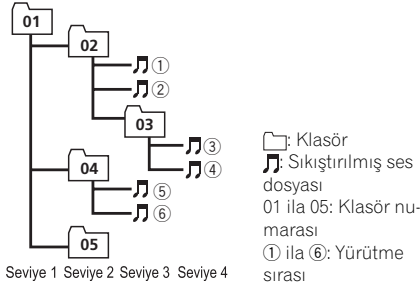 01
02
①
②
03
③
④
04
⑤
⑥
05
Seviye 1 Seviye 2 Seviye 3 Seviye 4
: Klasör
: Sıkıştırılmış ses
dosyası
01 ila 05: Klasör nu-
marası
① ila ⑥: Yürütme
sırası